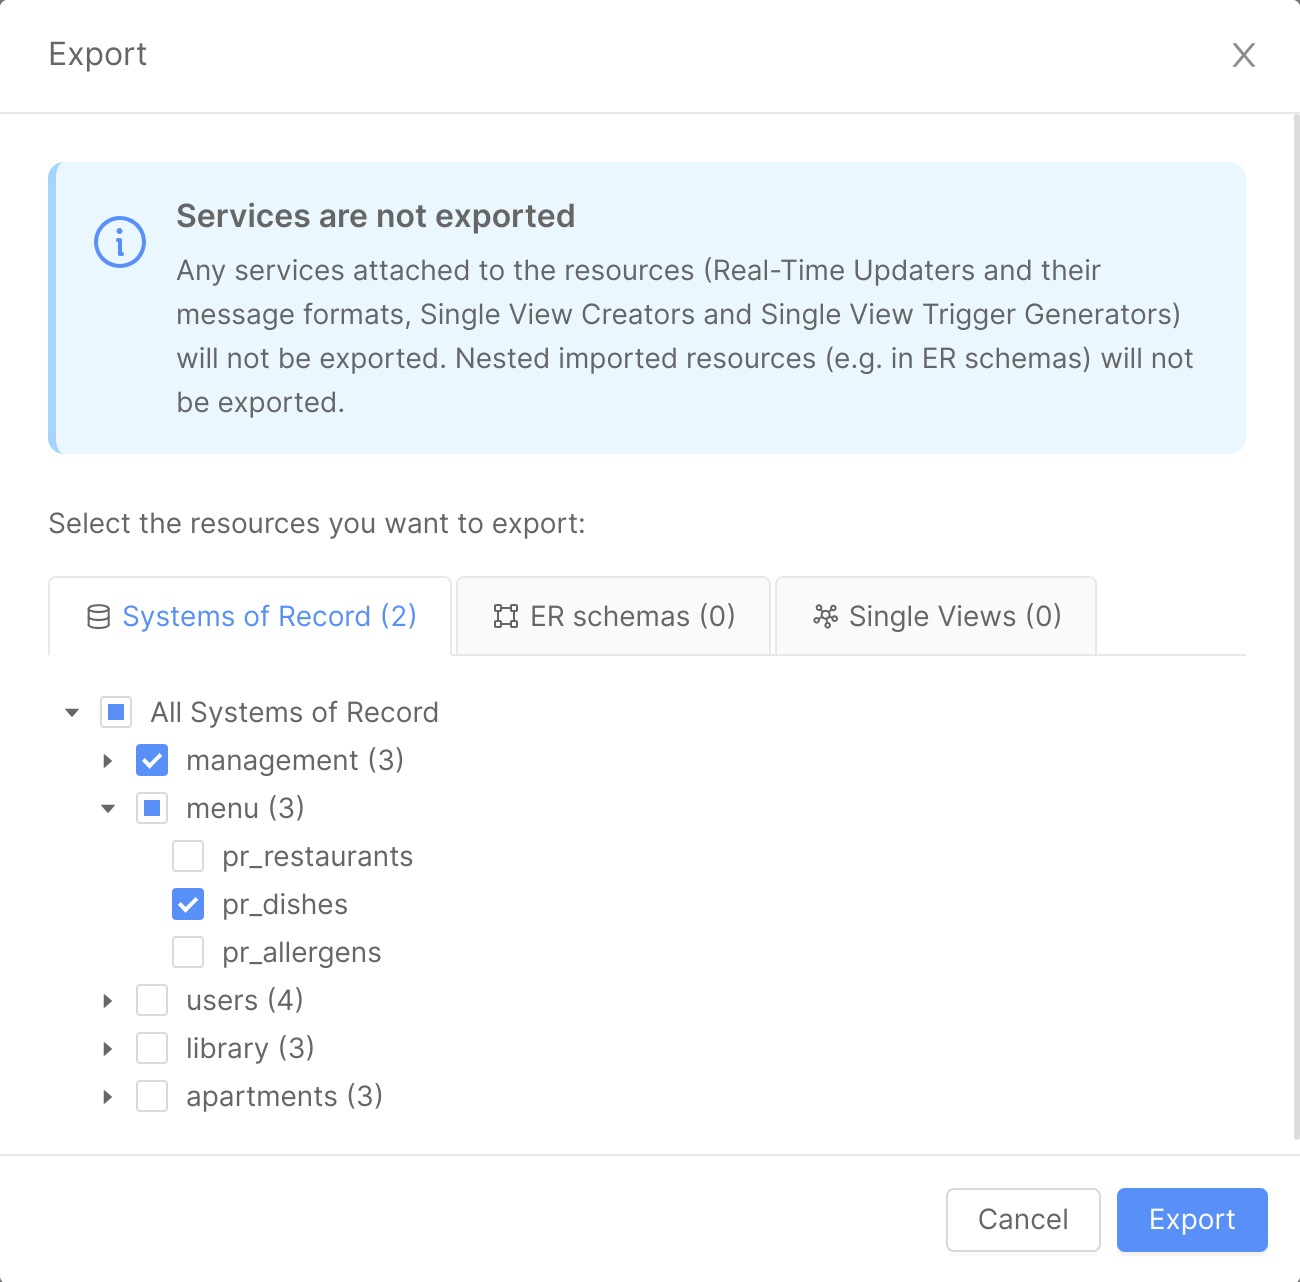 Export
Services are not exported
Any services attached to the resources (Real-Time Updaters and their
message formats, Single View Creators and Single View Trigger Generators)
will not be exported. Nested imported resources (e.g. in ER schemas) will not
be exported.
Select the resources you want to export:
Systems of Record (2)
ER schemas (0)
Single Views (0)
All Systems of Record
management (3)
menu (3)
pr_restaurants
pr_dishes
pr_allergens
users (4)
library (3)
apartments (3)
Cancel
Export